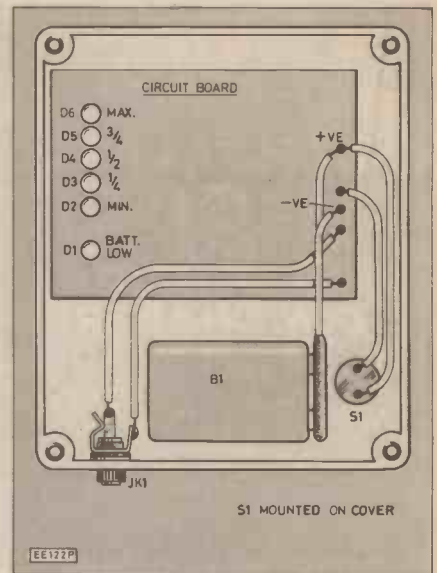 CIRCUIT BOARD
D6 MAX.
D5 3/4
D4 1/2
D3 1/4
D2 MIN.
D1 BATT.
LOW
+VE
-VE
B1
S1
JK1
S1 MOUNTED ON COVER
EE122P